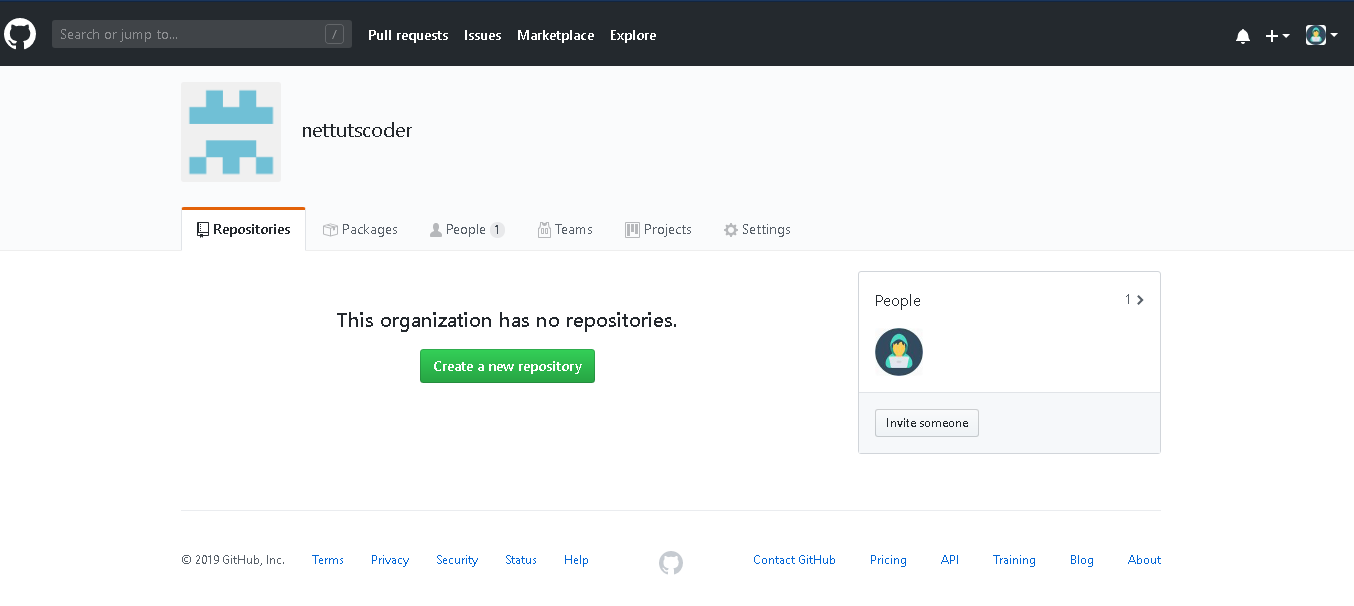 Search or jump to... /
Pull requests Issues Marketplace Explore
nettutscoder
Repositories Packages People 1 Teams Projects Settings
This organization has no repositories.
Create a new repository
People 1
Invite someone
© 2019 GitHub, Inc. Terms Privacy Security Status Help Contact GitHub Pricing API Training Blog About